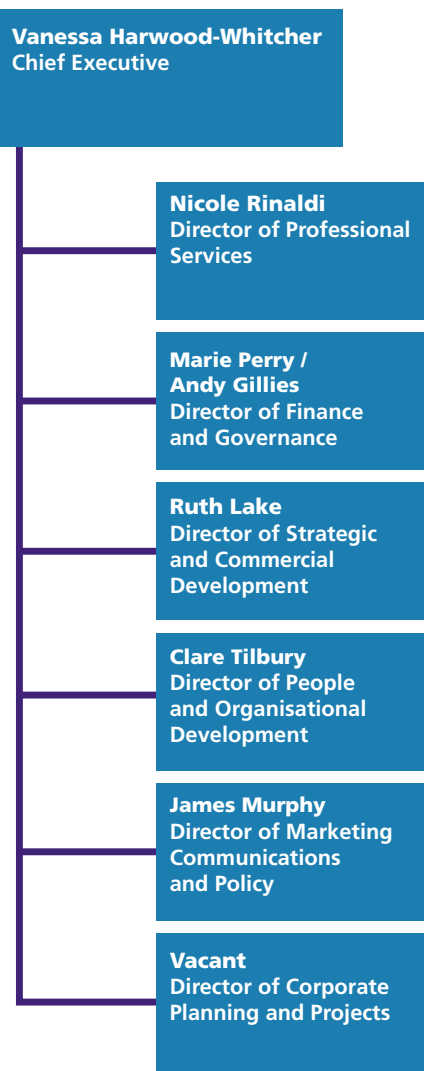 Vanessa Harwood-Whitcher
Chief Executive
Nicole Rinaldi
Director of Professional
Services
Marie Perry /
Andy Gillies
Director of Finance
and Governance
Ruth Lake
Director of Strategic
and Commercial
Development
Clare Tilbury
Director of People
and Organisational
Development
James Murphy
Director of Marketing
Communications
and Policy
Vacant
Director of Corporate
Planning and Projects